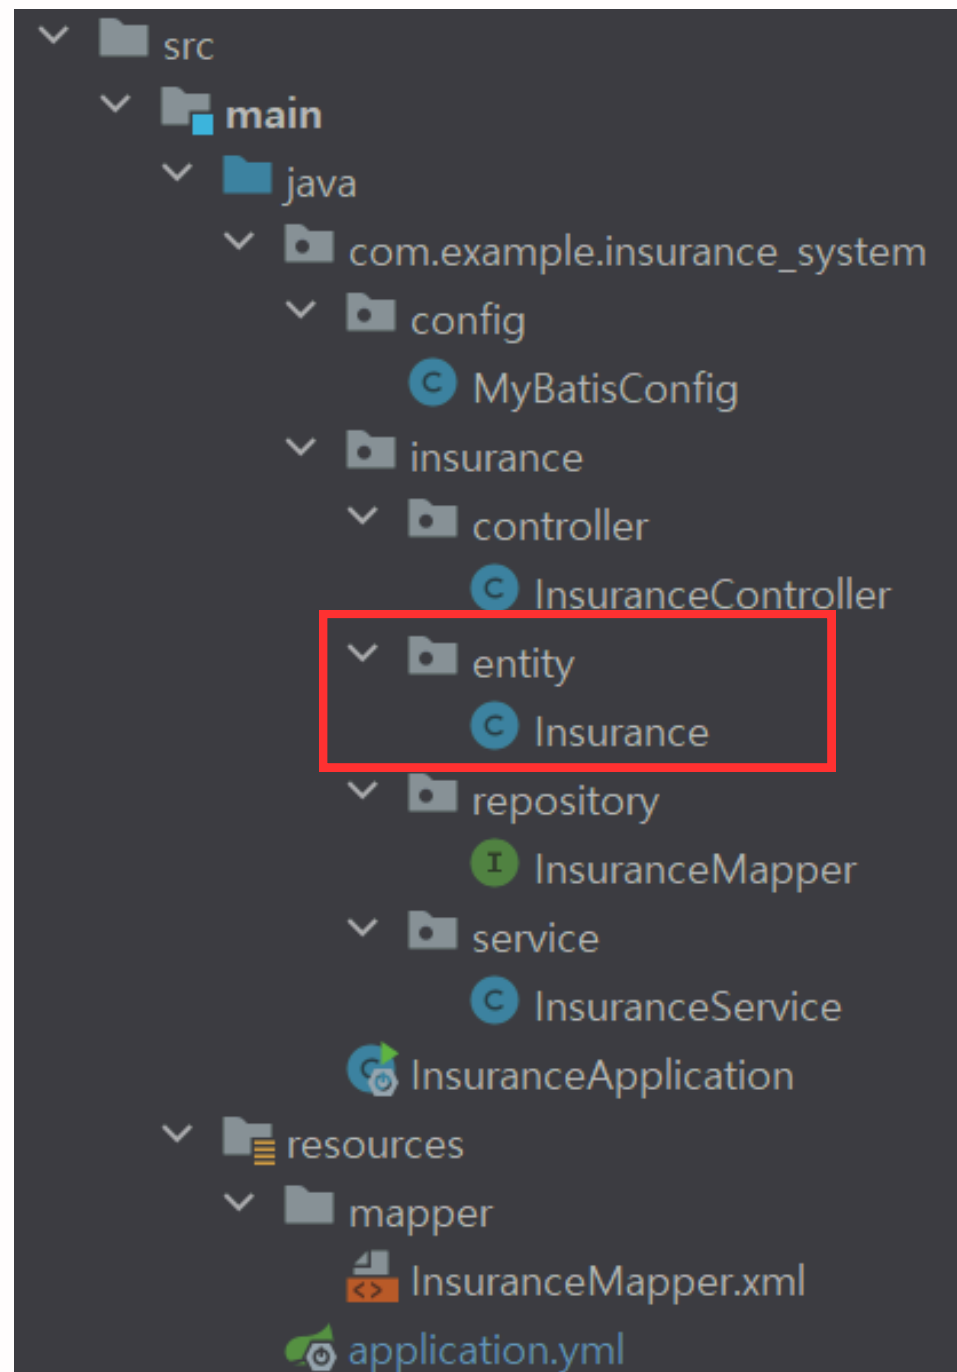 src
main
java
com.example.insurance_system
config
C MyBatisConfig
insurance
controller
C InsuranceController
entity
C Insurance
repository
I InsuranceMapper
service
C InsuranceService
C InsuranceApplication
resources
mapper
<> InsuranceMapper.xml
application.yml